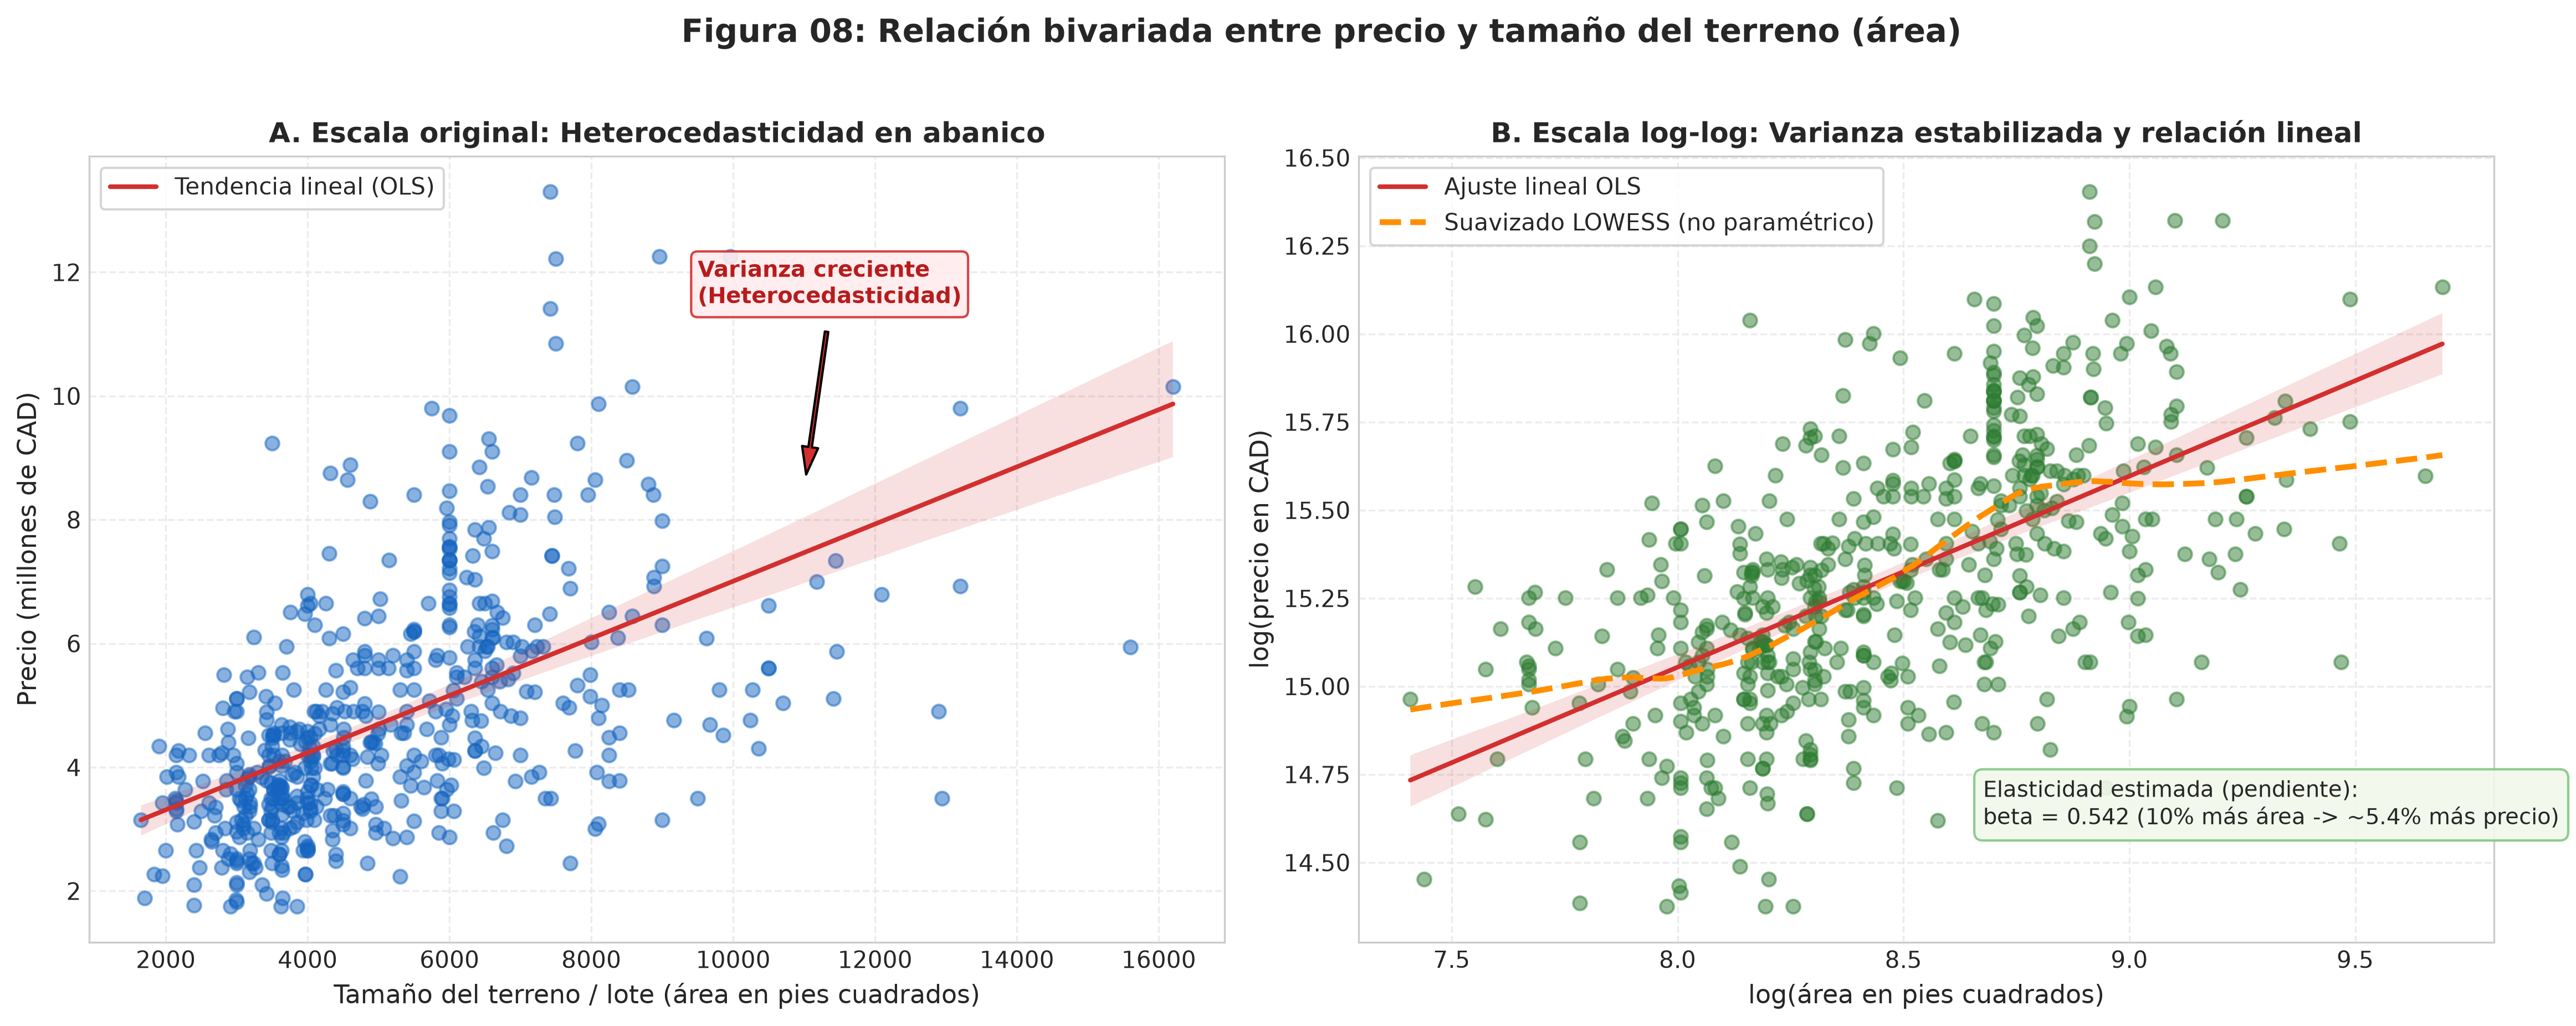 Figura 08: Relación bivariada entre precio y tamaño del terreno (área)
A. Escala original: Heterocedasticidad en abanico
Tendencia lineal (OLS)
Varianza creciente
(Heterocedasticidad)
Precio (millones de CAD)
12
10
8
6
4
2
2000 4000 6000 8000 10000 12000 14000 16000
Tamaño del terreno / lote (área en pies cuadrados)
B. Escala log-log: Varianza estabilizada y relación lineal
Ajuste lineal OLS
Suavizado LOWESS (no paramétrico)
log(precio en CAD)
16.50
16.25
16.00
15.75
15.50
15.25
15.00
14.75
14.50
Elasticidad estimada (pendiente):
beta = 0.542 (10% más área -> ~5.4% más precio)
7.5 8.0 8.5 9.0 9.5
log(área en pies cuadrados)